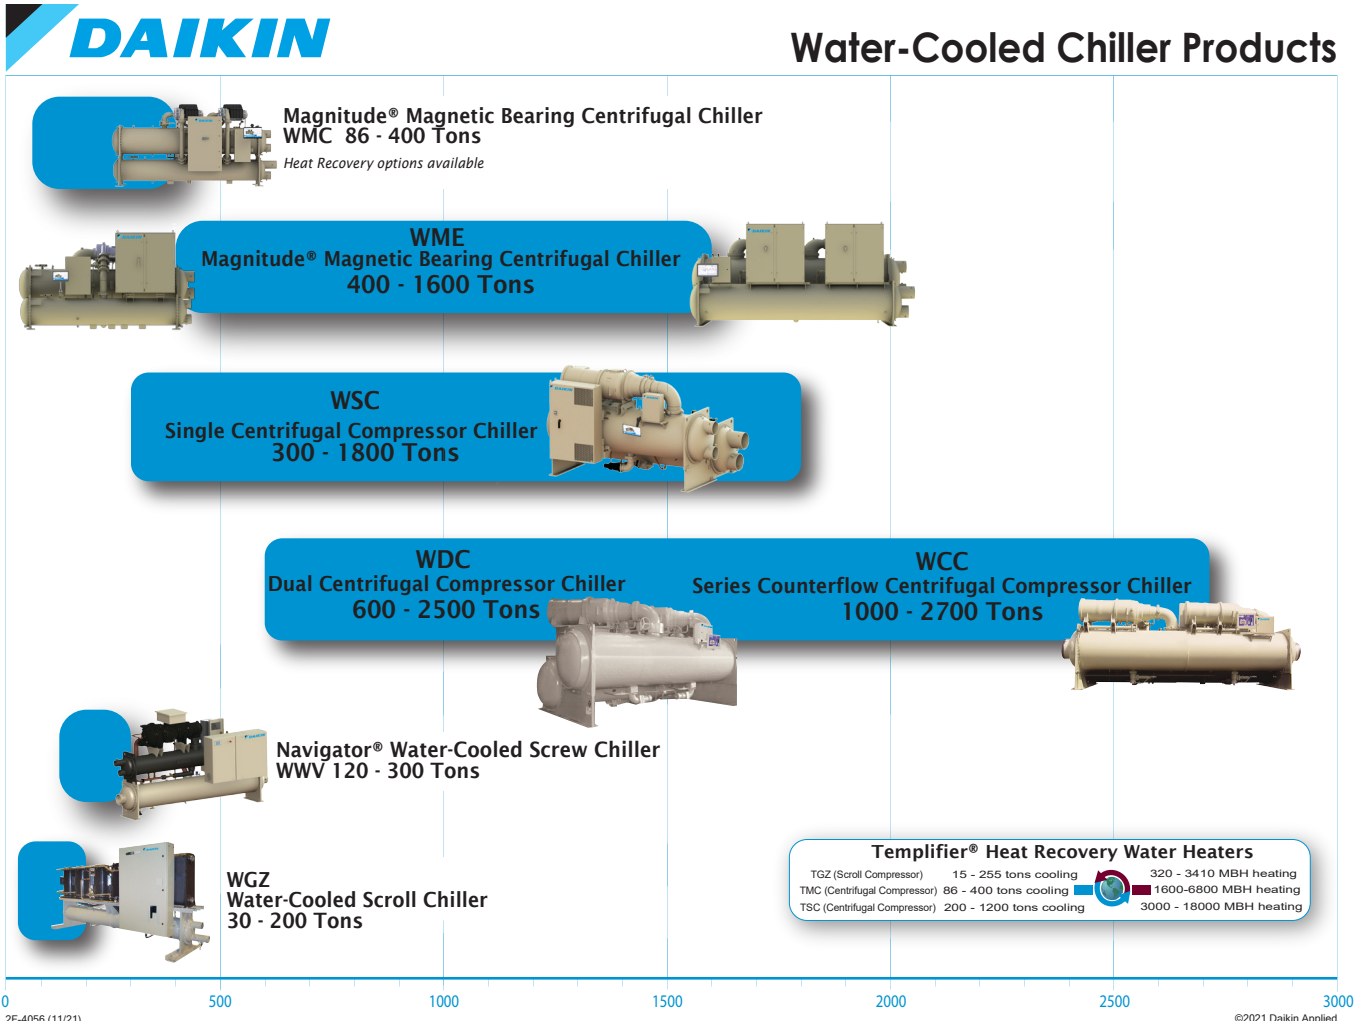 DAIKIN
Water-Cooled Chiller Products
Magnitude® Magnetic Bearing Centrifugal Chiller
WMC 86 - 400 Tons
Heat Recovery options available
WME
Magnitude® Magnetic Bearing Centrifugal Chiller
400 - 1600 Tons
WSC
Single Centrifugal Compressor Chiller
300 - 1800 Tons
WDC
Dual Centrifugal Compressor Chiller
600 - 2500 Tons
WCC
Series Counterflow Centrifugal Compressor Chiller
1000 - 2700 Tons
Navigator® Water-Cooled Screw Chiller
WWV 120 - 300 Tons
WGZ
Water-Cooled Scroll Chiller
30 - 200 Tons
Templifier® Heat Recovery Water Heaters
TGZ (Scroll Compressor) 15 - 255 tons cooling 320 - 3410 MBH heating
TMC (Centrifugal Compressor) 86 - 400 tons cooling 1600-6800 MBH heating
TSC (Centrifugal Compressor) 200 - 1200 tons cooling 3000 - 18000 MBH heating
0 500 1000 1500 2000 2500 3000
2F-4056 (11/21) ©2021 Daikin Applied